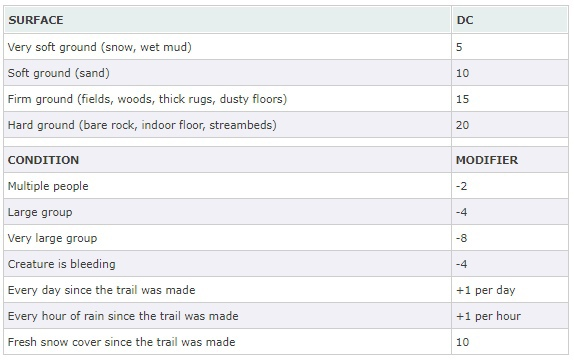 SURFACE DC
Very soft ground (snow, wet mud) 5
Soft ground (sand) 10
Firm ground (fields, woods, thick rugs, dusty floors) 15
Hard ground (bare rock, indoor floor, streambeds) 20
CONDITION MODIFIER
Multiple people -2
Large group -4
Very large group -8
Creature is bleeding -4
Every day since the trail was made +1 per day
Every hour of rain since the trail was made +1 per hour
Fresh snow cover since the trail was made 10